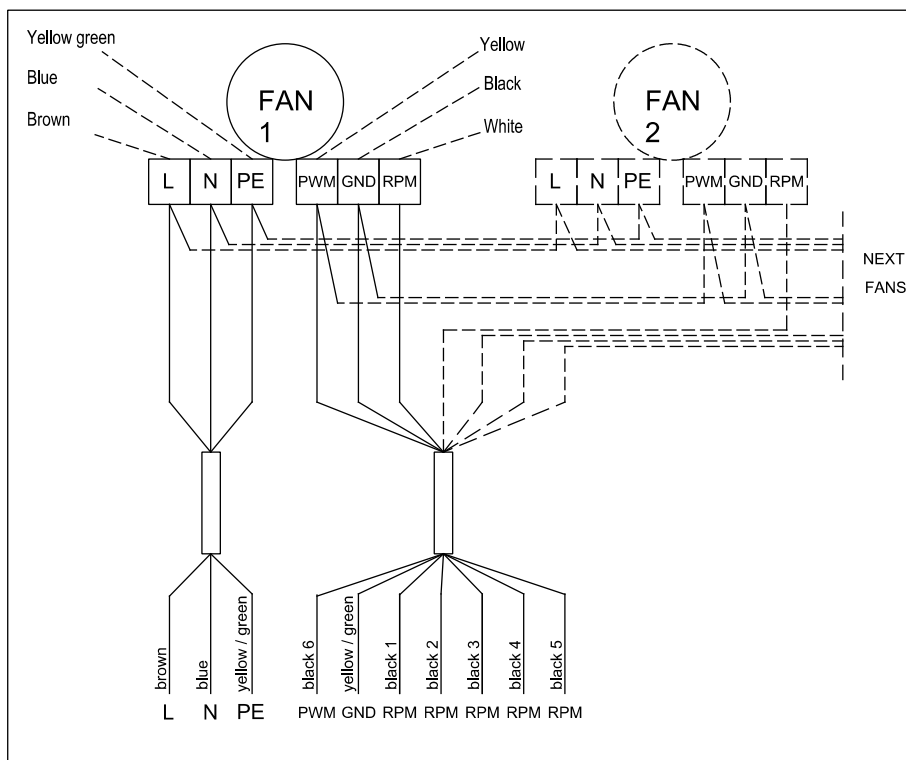 Yellow green
Blue
Brown
FAN
1
Yellow
Black
White
FAN
2
L N PE
PWM GND RPM
L N PE
PWM GND RPM
NEXT
FANS
brown
blue
yellow / green
black 6
yellow / green
black 1
black 2
black 3
black 4
black 5
L N PE
PWM GND RPM RPM RPM RPM RPM